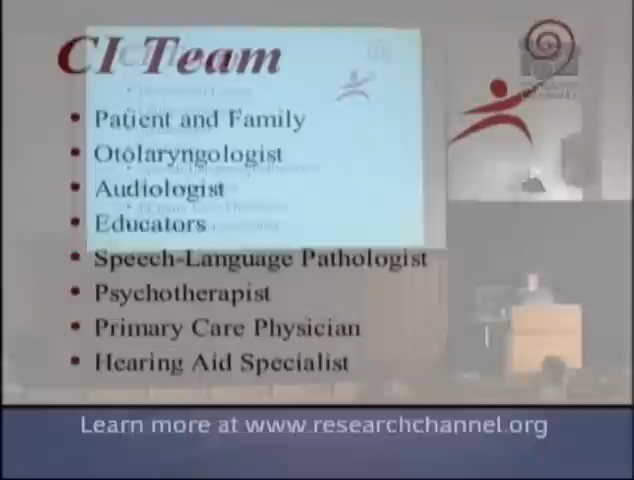 CI Team
• Patient and Family
• Otolaryngologist
• Audiologist
• Educators
• Speech-Language Pathologist
• Psychotherapist
• Primary Care Physician
• Hearing Aid Specialist
Learn more at www.researchchannel.org